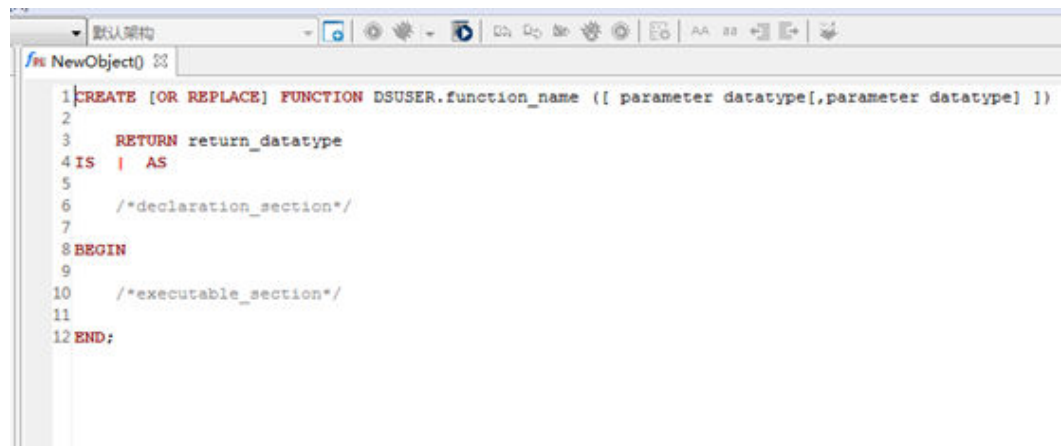 默认架构
NewObject()
1 CREATE [OR REPLACE] FUNCTION DSUSER.function_name ([ parameter datatype[,parameter datatype] ])
2
3 RETURN return_datatype
4 IS | AS
5
6 /*declaration_section*/
7
8 BEGIN
9
10 /*executable_section*/
11
12 END;